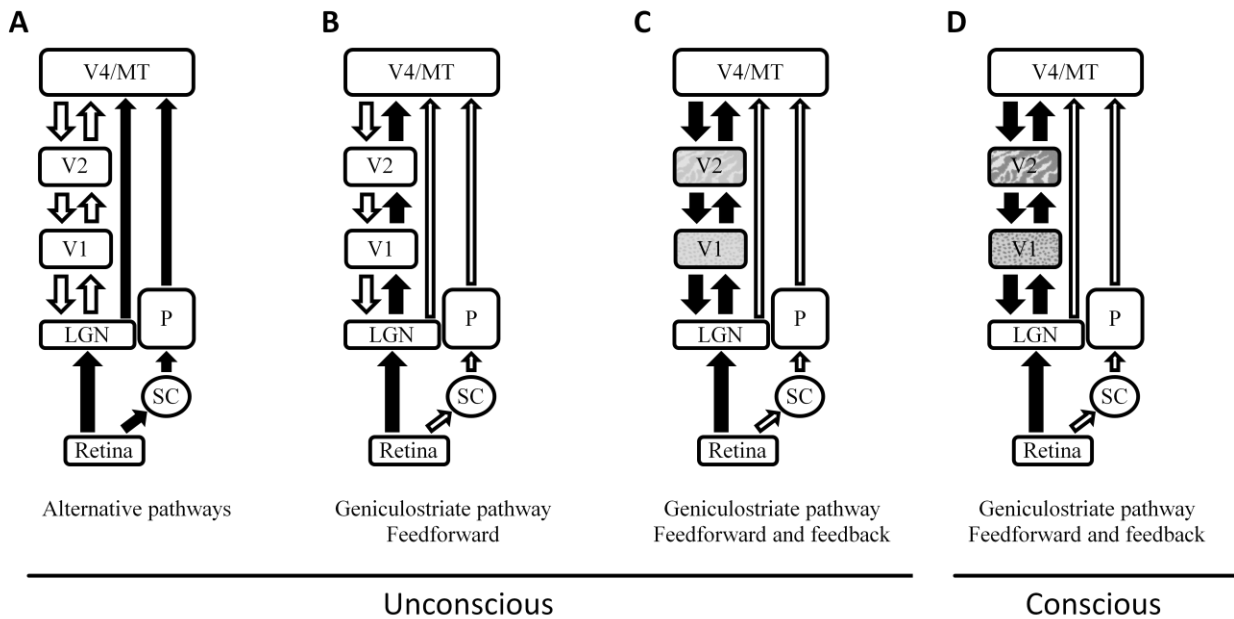 A
V4/MT
V2
V1
LGN
P
SC
Retina
Alternative pathways
B
V4/MT
V2
V1
LGN
P
SC
Retina
Geniculostriate pathway
Feedforward
C
V4/MT
V2
V1
LGN
P
SC
Retina
Geniculostriate pathway
Feedforward and feedback
D
V4/MT
V2
V1
LGN
P
SC
Retina
Geniculostriate pathway
Feedforward and feedback
Unconscious
Conscious